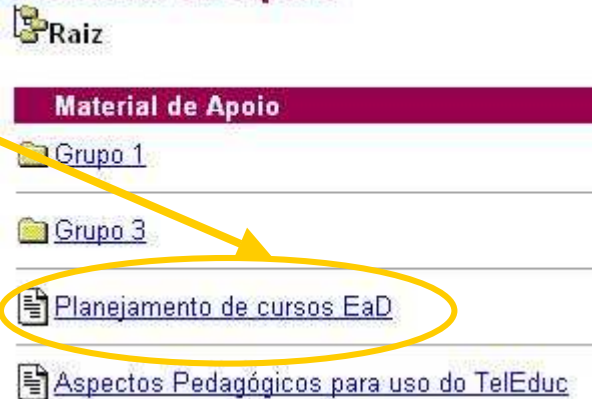 Raiz
Material de Apoio
Grupo 1
Grupo 3
Planejamento de cursos EaD
Aspectos Pedagógicos para uso do TelEduc